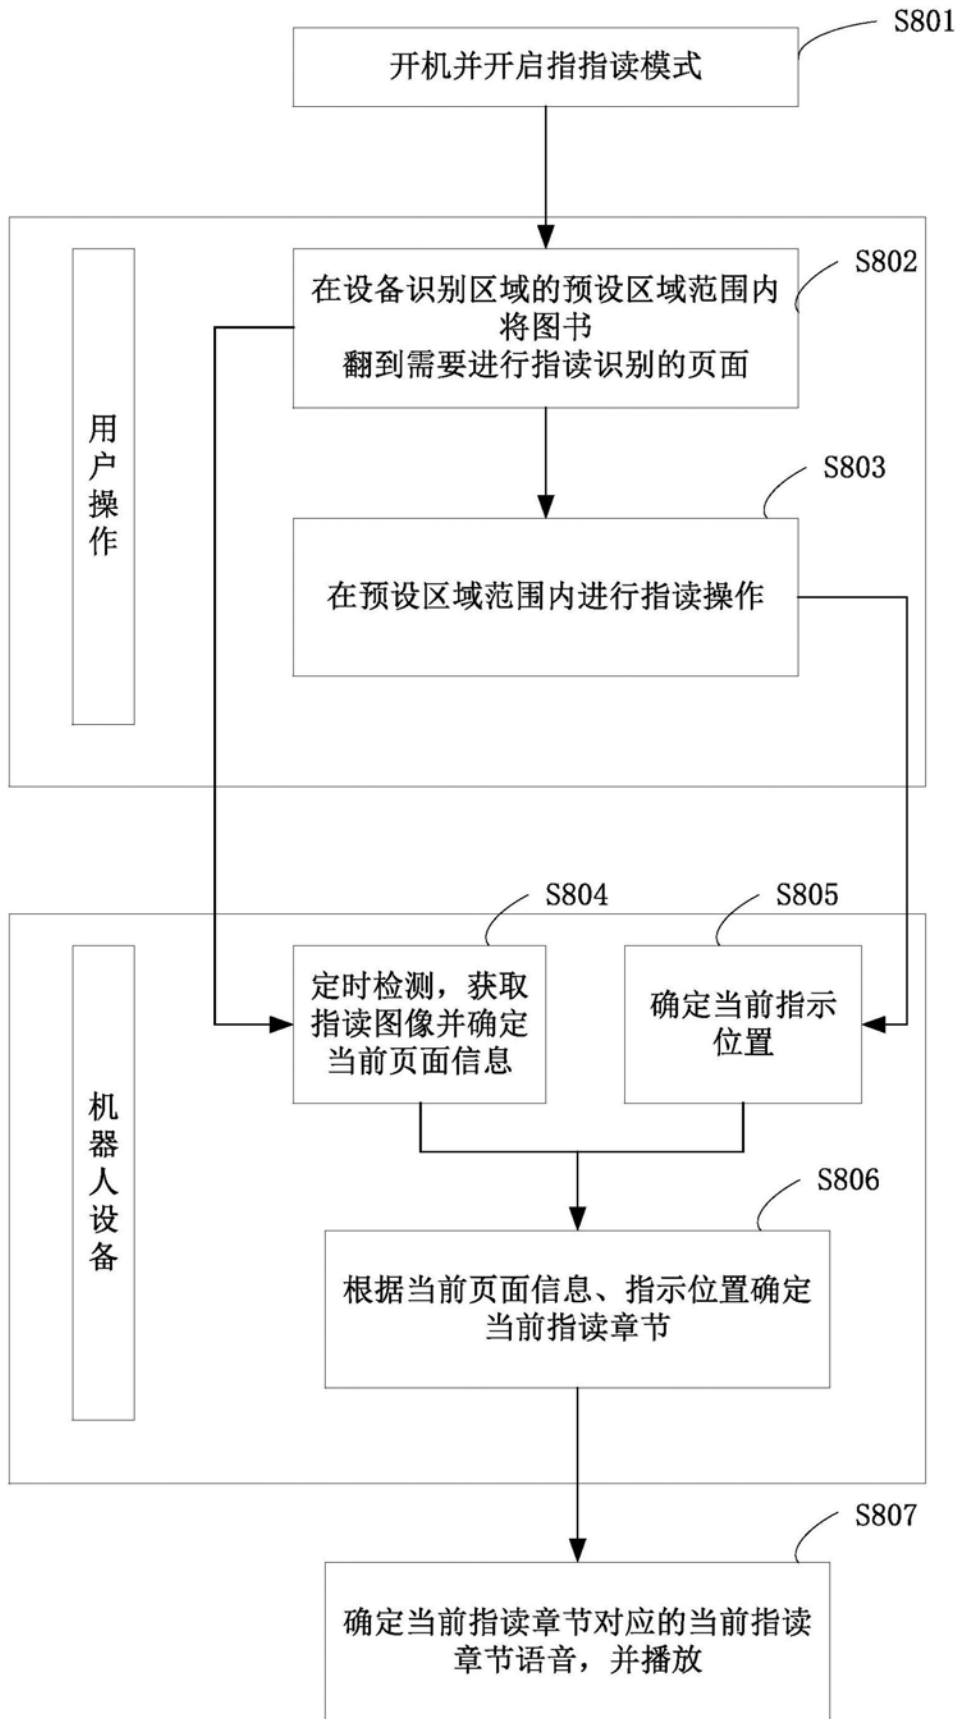 S801
开机并开启指指读模式
S802
在设备识别区域的预设区域范围内
将图书
翻到需要进行指读识别的页面
用户操作
S803
在预设区域范围内进行指读操作
S804
S805
定时检测，获取
指读图像并确定
当前页面信息
确定当前指示
位置
机器人设备
S806
根据当前页面信息、指示位置确定
当前指读章节
S807
确定当前指读章节对应的当前指读
章节语音，并播放